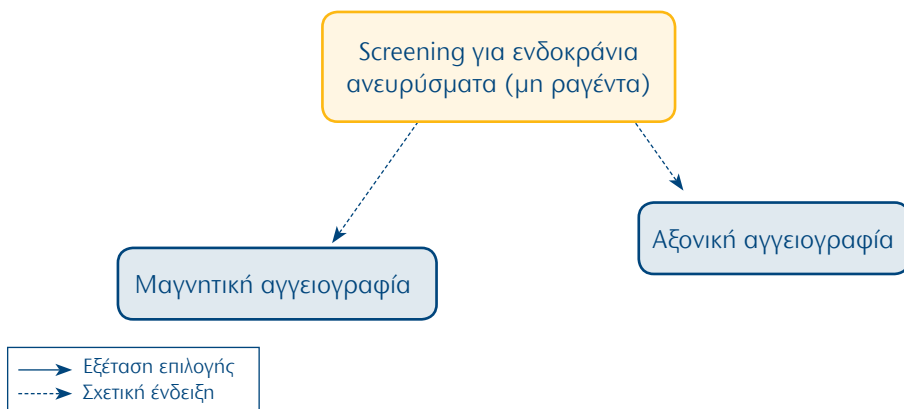 Screening για ενδοκράνια
ανευρύσματα (μη ραγέντα)
Αξονική αγγειογραφία
Μαγνητική αγγειογραφία
Εξέταση επιλογής
Σχετική ένδειξη